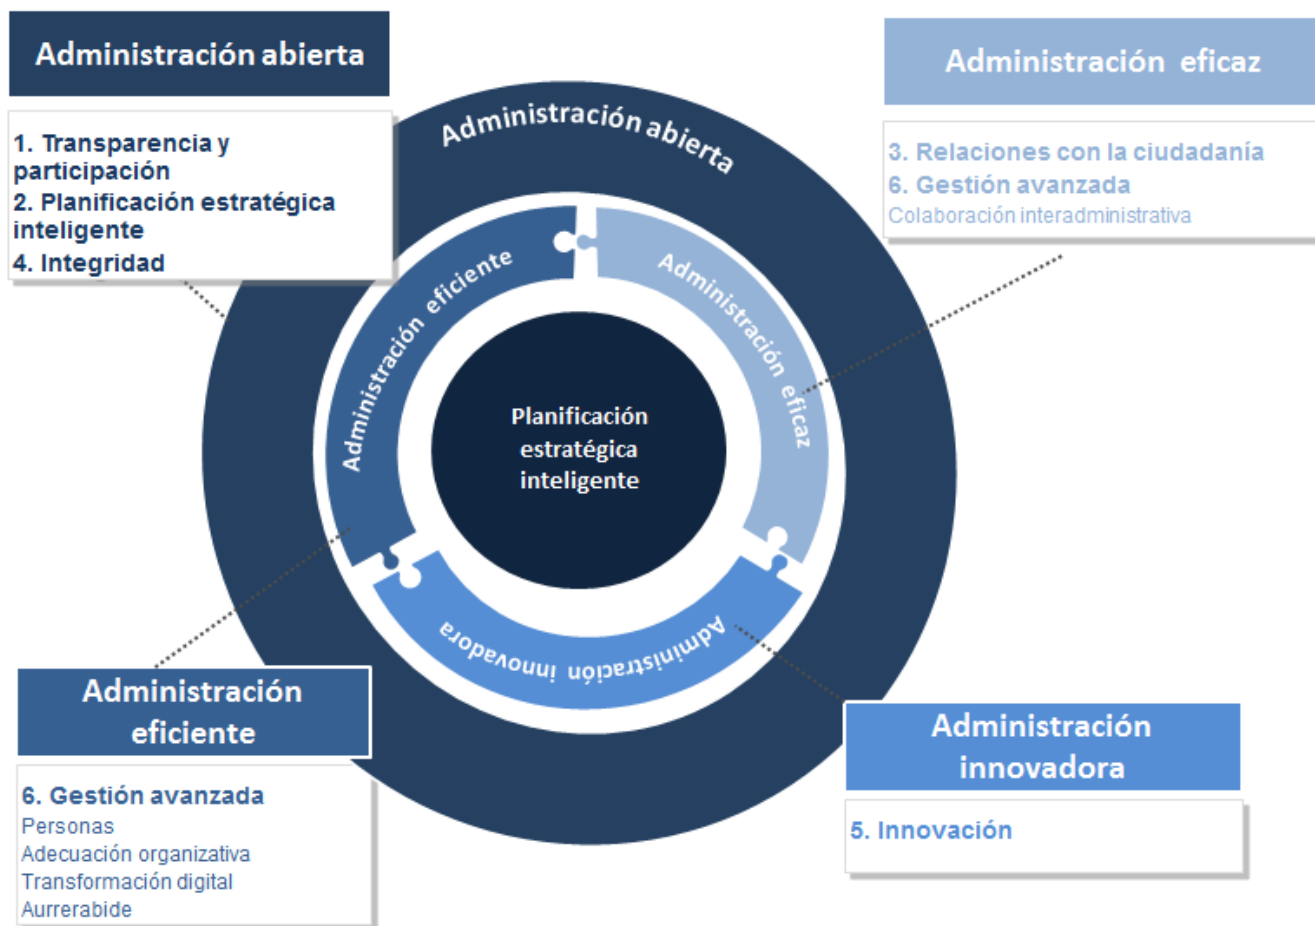 Administración abierta
1. Transparencia y
participación
2. Planificación estratégica
inteligente
4. Integridad
Administración eficaz
3. Relaciones con la ciudadanía
6. Gestión avanzada
Colaboración interadministrativa
Administración abierta
Administración eficiente
Administración eficaz
Planificación
estratégica
inteligente
Administración innovadora
Administración
eficiente
6. Gestión avanzada
Personas
Adecuación organizativa
Transformación digital
Aurrerabide
Administración
innovadora
5. Innovación